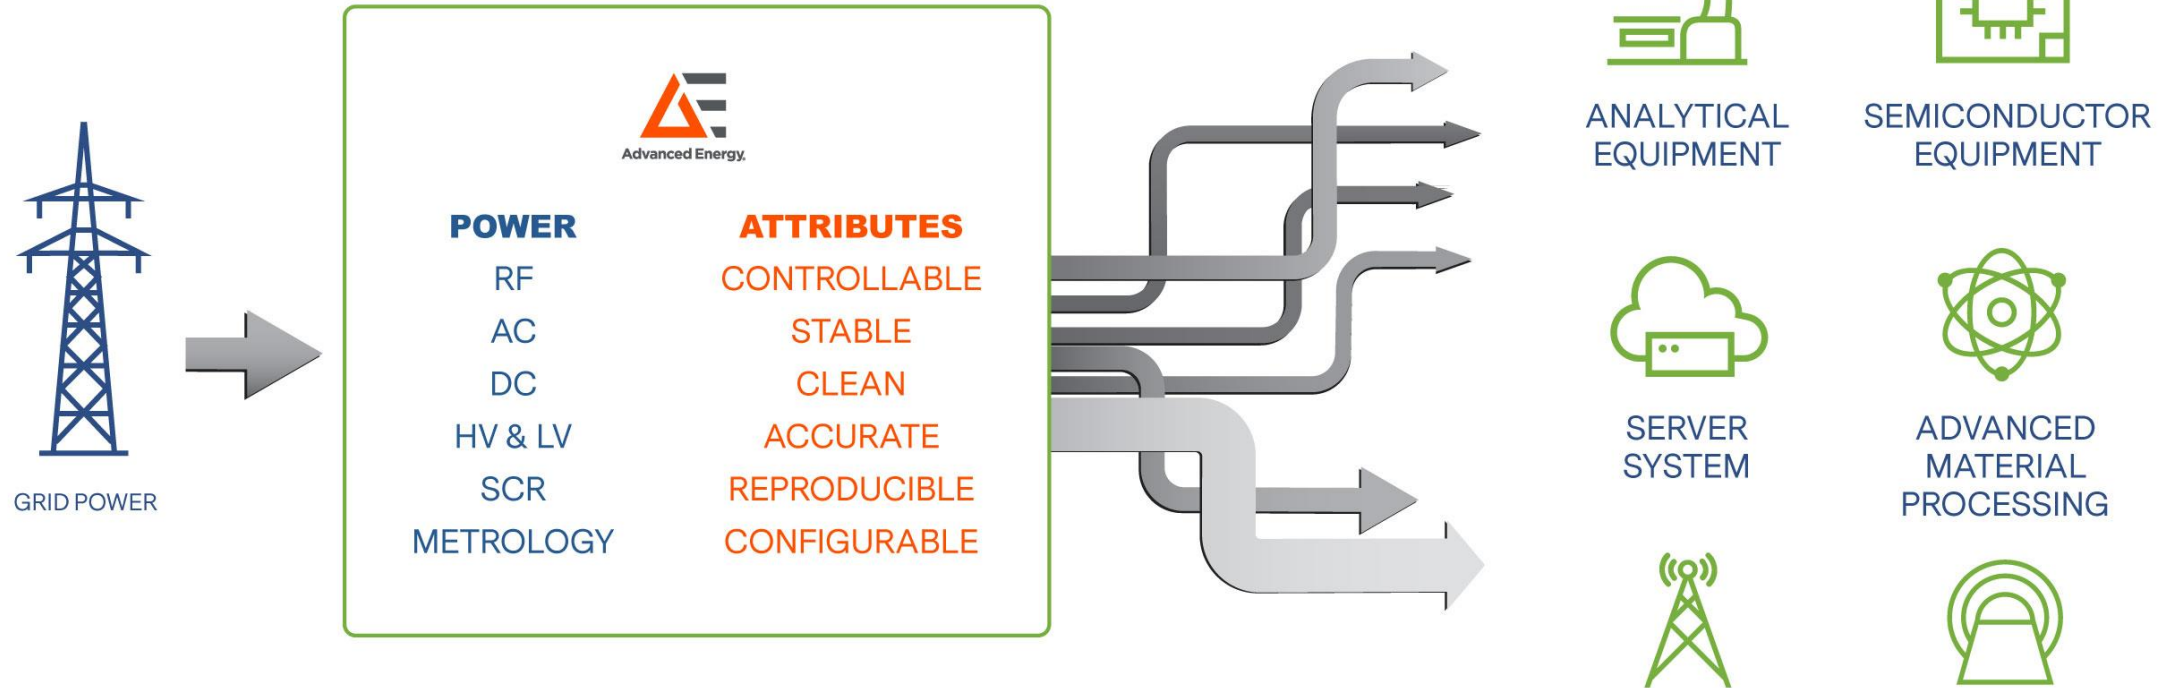 GRID POWER
Advanced Energy.
POWER
RF
AC
DC
HV & LV
SCR
METROLOGY
ATTRIBUTES
CONTROLLABLE
STABLE
CLEAN
ACCURATE
REPRODUCIBLE
CONFIGURABLE
ANALYTICAL
EQUIPMENT
SEMICONDUCTOR
EQUIPMENT
SERVER
SYSTEM
ADVANCED
MATERIAL
PROCESSING